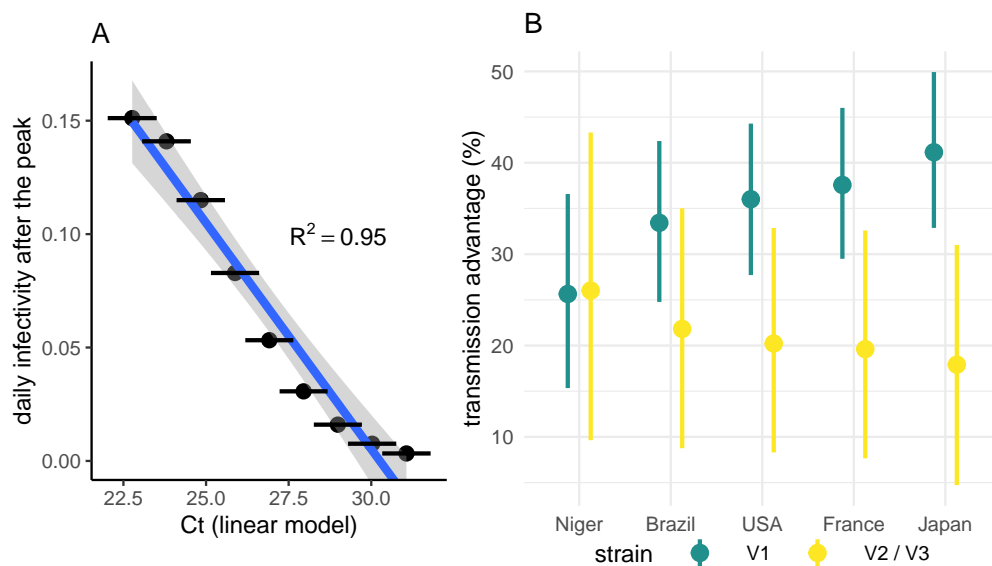 A
daily infectivity after the peak
0.15
0.10
0.05
0.00
R² = 0.95
22.5 25.0 27.5 30.0
Ct (linear model)
B
transmission advantage (%)
50
40
30
20
10
Niger Brazil USA France Japan
strain V1 V2 / V3